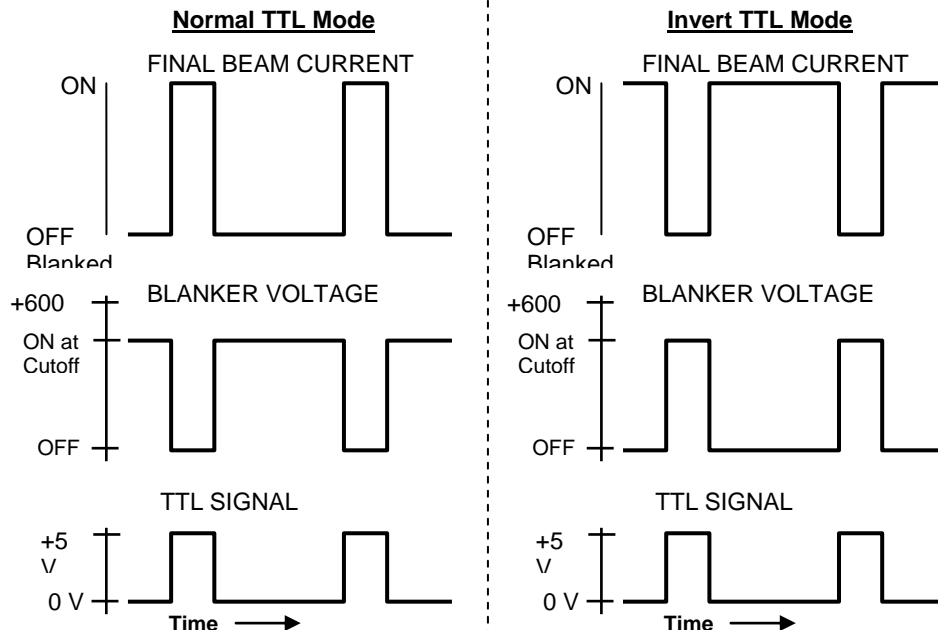 Normal TTL Mode
FINAL BEAM CURRENT
ON
OFF
Blanked
+600
BLANKER VOLTAGE
ON at
Cutoff
OFF
TTL SIGNAL
+5
V
0 V
Time
Invert TTL Mode
FINAL BEAM CURRENT
ON
OFF
Blanked
+600
BLANKER VOLTAGE
ON at
Cutoff
OFF
TTL SIGNAL
+5
V
0 V
Time